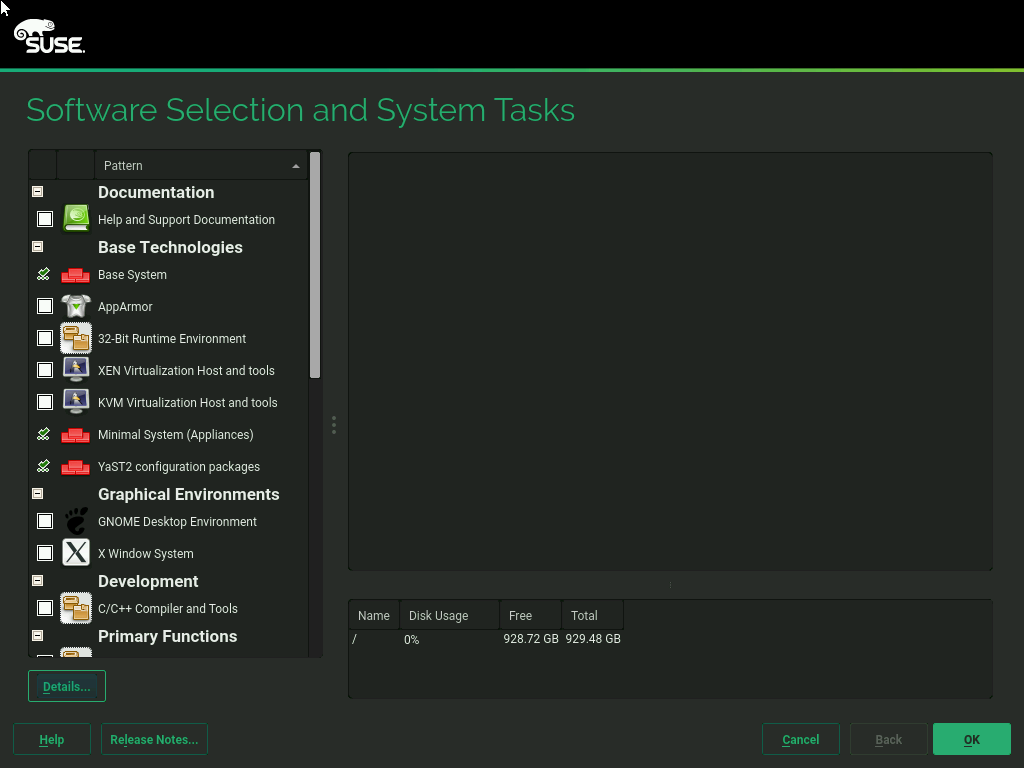 SUSE
Software Selection and System Tasks
Pattern
Documentation
Help and Support Documentation
Base Technologies
Base System
AppArmor
32-Bit Runtime Environment
XEN Virtualization Host and tools
KVM Virtualization Host and tools
Minimal System (Appliances)
YaST2 configuration packages
Graphical Environments
GNOME Desktop Environment
X Window System
Development
C/C++ Compiler and Tools
Primary Functions
Details...
Name Disk Usage Free Total
/ 0% 928.72 GB 929.48 GB
Help Release Notes... Cancel Back OK